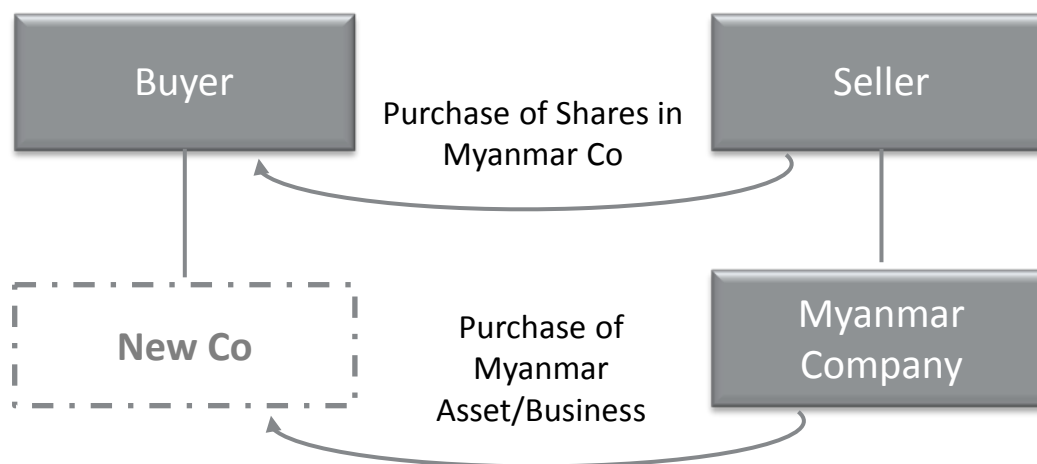 Buyer
Seller
Purchase of Shares in
Myanmar Co
New Co
Purchase of
Myanmar
Asset/Business
Myanmar
Company